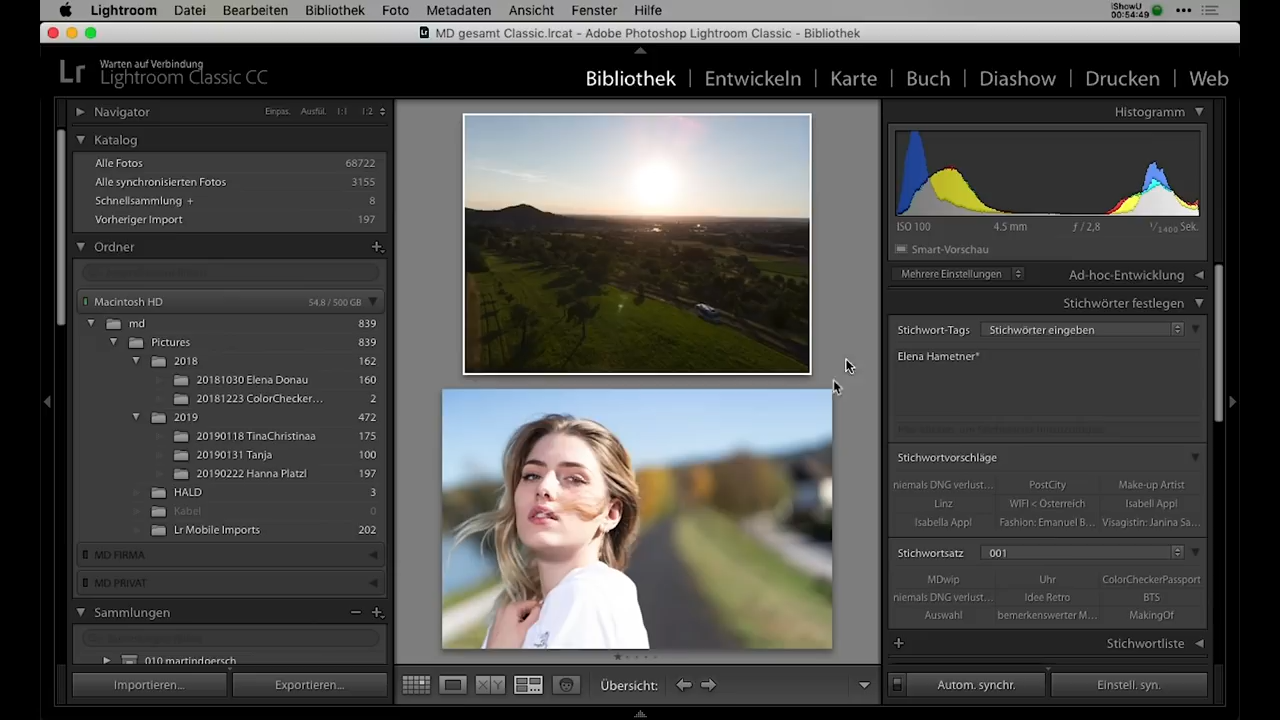 Lightroom Datei Bearbeiten Bibliothek Foto Metadaten Ansicht Fenster Hilfe
iShowU
00:54:49
MD gesamt Classic.lrcat - Adobe Photoshop Lightroom Classic - Bibliothek
Lr
Warten auf Verbindung
Lightroom Classic CC
Bibliothek | Entwickeln | Karte | Buch | Diashow | Drucken | Web
Navigator Einpas. Ausfül. 1:1 1:2
Katalog
Alle Fotos 68722
Alle synchronisierten Fotos 3155
Schnellsammlung + 8
Vorheriger Import 197
Ordner
Macintosh HD 54,8 / 500 GB
md 839
Pictures 839
2018 162
20181030 Elena Donau 160
20181223 ColorChecker... 2
2019 472
20190118 TinaChristinaa 175
20190131 Tanja 100
20190222 Hanna Platzl 197
HALD 3
Kabel 0
Lr Mobile Imports 202
MD FIRMA
MD PRIVAT
Sammlungen
010 martindoersch
Importieren... Exportieren...
XY
Übersicht:
Histogramm
ISO 100 4.5 mm ƒ / 2,8 1/1400 Sek.
Smart-Vorschau
Mehrere Einstellungen Ad-hoc-Entwicklung
Stichwörter festlegen
Stichwort-Tags Stichwörter eingeben
Elena Hametner*
Stichwortvorschläge
niemals DNG verlust... PostCity Make-up Artist
Linz WIFI < Österreich Isabell Appl
Isabella Appl Fashion: Emanuel B... Visagistin: Janina Sa...
Stichwortsatz 001
MDwip Uhr ColorCheckerPassport
niemals DNG verlust... Idee Retro BTS
Auswahl bemerkenswerter M... MakingOf
Stichwortliste
Autom. synchr. Einstell. syn.